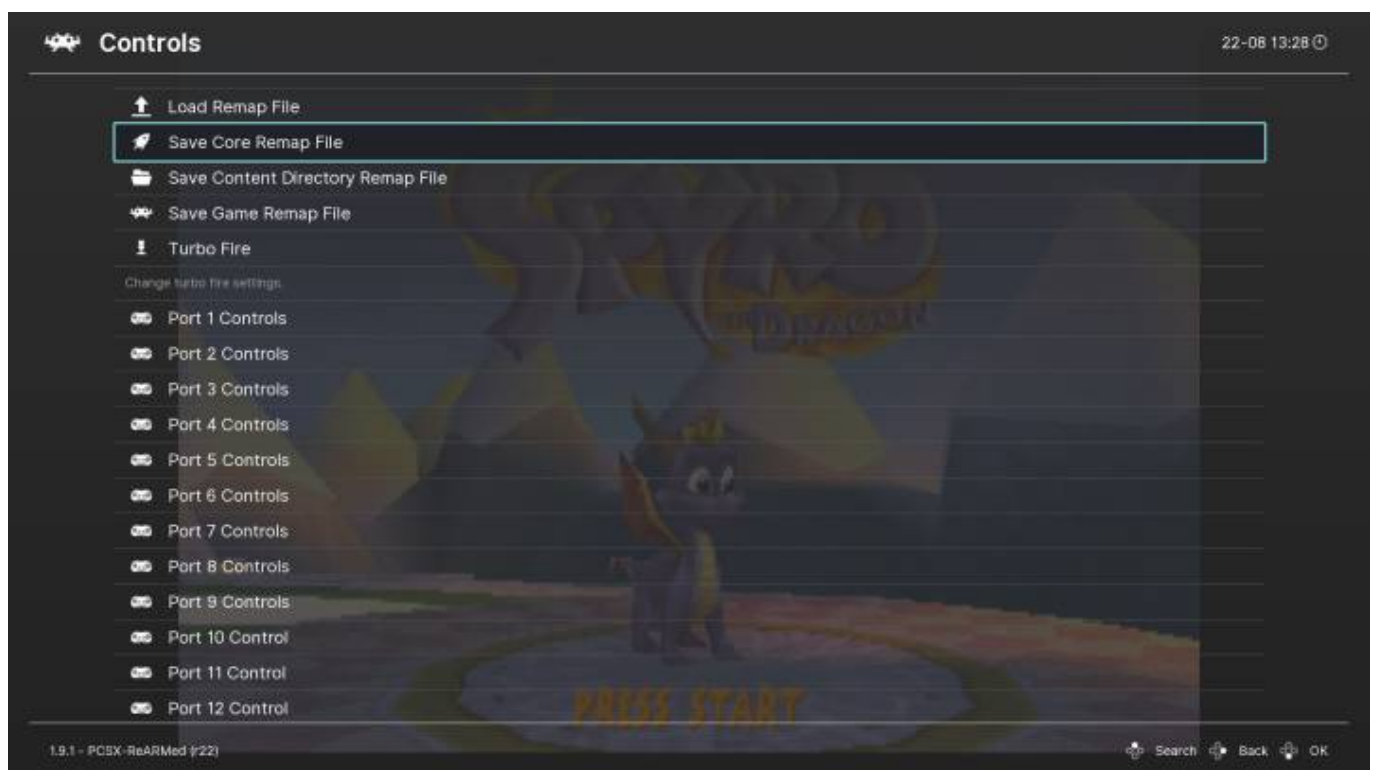 Controls
22-08 13:28
Load Remap File
Save Core Remap File
Save Content Directory Remap File
Save Game Remap File
Turbo Fire
Change turbo fire settings.
Port 1 Controls
Port 2 Controls
Port 3 Controls
Port 4 Controls
Port 5 Controls
Port 6 Controls
Port 7 Controls
Port 8 Controls
Port 9 Controls
Port 10 Control
Port 11 Control
Port 12 Control
SPYRO
THE DRAGON
PRESS START
1.9.1 - PCSX-ReARMed (r22)
Search Back OK